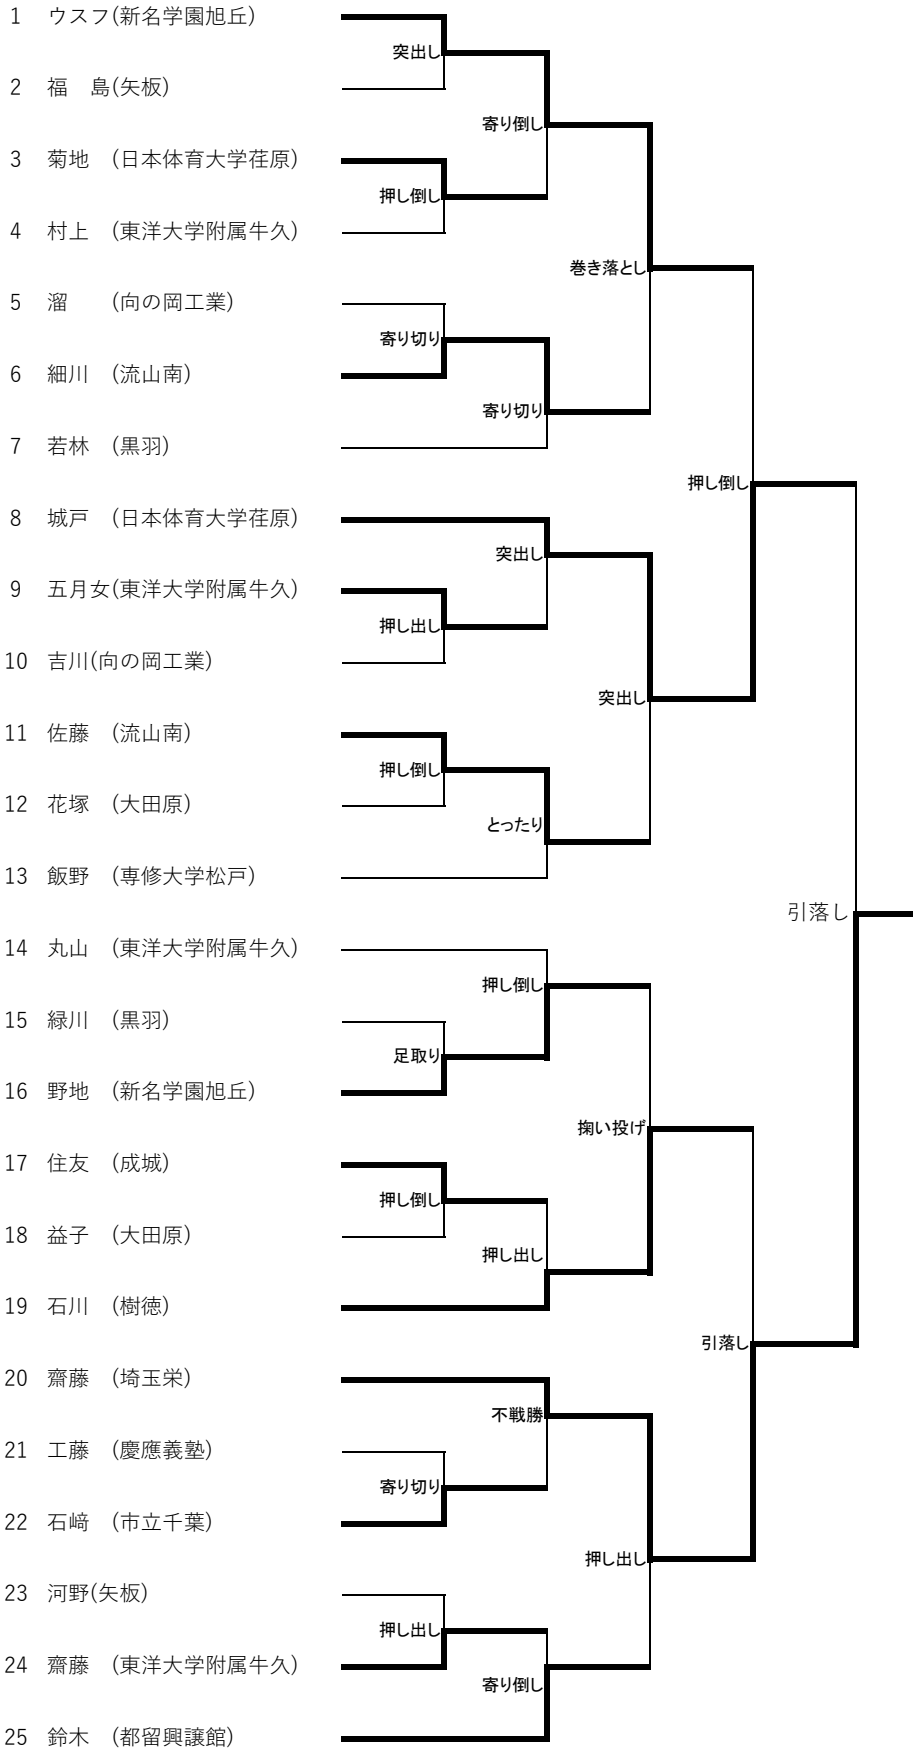 1 ウスフ(新名学園旭丘)
突出し
2 福　島(矢板)
寄り倒し
3 菊地　(日本体育大学荏原)
押し倒し
4 村上　(東洋大学附属牛久)
巻き落とし
5 溜　　(向の岡工業)
寄り切り
6 細川　(流山南)
寄り切り
7 若林　(黒羽)
押し倒し
8 城戸　(日本体育大学荏原)
突出し
9 五月女(東洋大学附属牛久)
押し出し
10 吉川(向の岡工業)
突出し
11 佐藤　(流山南)
押し倒し
12 花塚　(大田原)
とったり
13 飯野　(専修大学松戸)
引落し
14 丸山　(東洋大学附属牛久)
押し倒し
15 緑川　(黒羽)
足取り
16 野地　(新名学園旭丘)
掬い投げ
17 住友　(成城)
押し倒し
18 益子　(大田原)
押し出し
19 石川　(樹徳)
引落し
20 齋藤　(埼玉栄)
不戦勝
21 工藤　(慶應義塾)
寄り切り
22 石﨑　(市立千葉)
押し出し
23 河野(矢板)
押し出し
24 齋藤　(東洋大学附属牛久)
寄り倒し
25 鈴木　(都留興譲館)